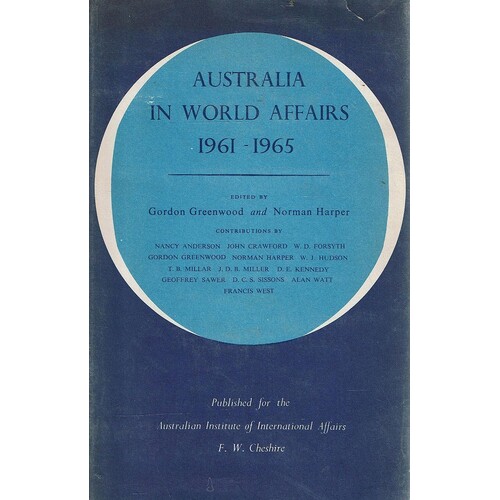 AUSTRALIA
IN WORLD AFFAIRS
1961 - 1965
EDITED BY
Gordon Greenwood and Norman Harper
CONTRIBUTIONS BY
NANCY ANDERSON JOHN CRAWFORD W. D. FORSYTH
GORDON GREENWOOD NORMAN HARPER W. J. HUDSON
T. B. MILLAR J. D. B. MILLER D. E. KENNEDY
GEOFFREY SAWER D. C. S. SISSONS ALAN WATT
FRANCIS WEST
Published for the
Australian Institute of International Affairs
F. W. Cheshire